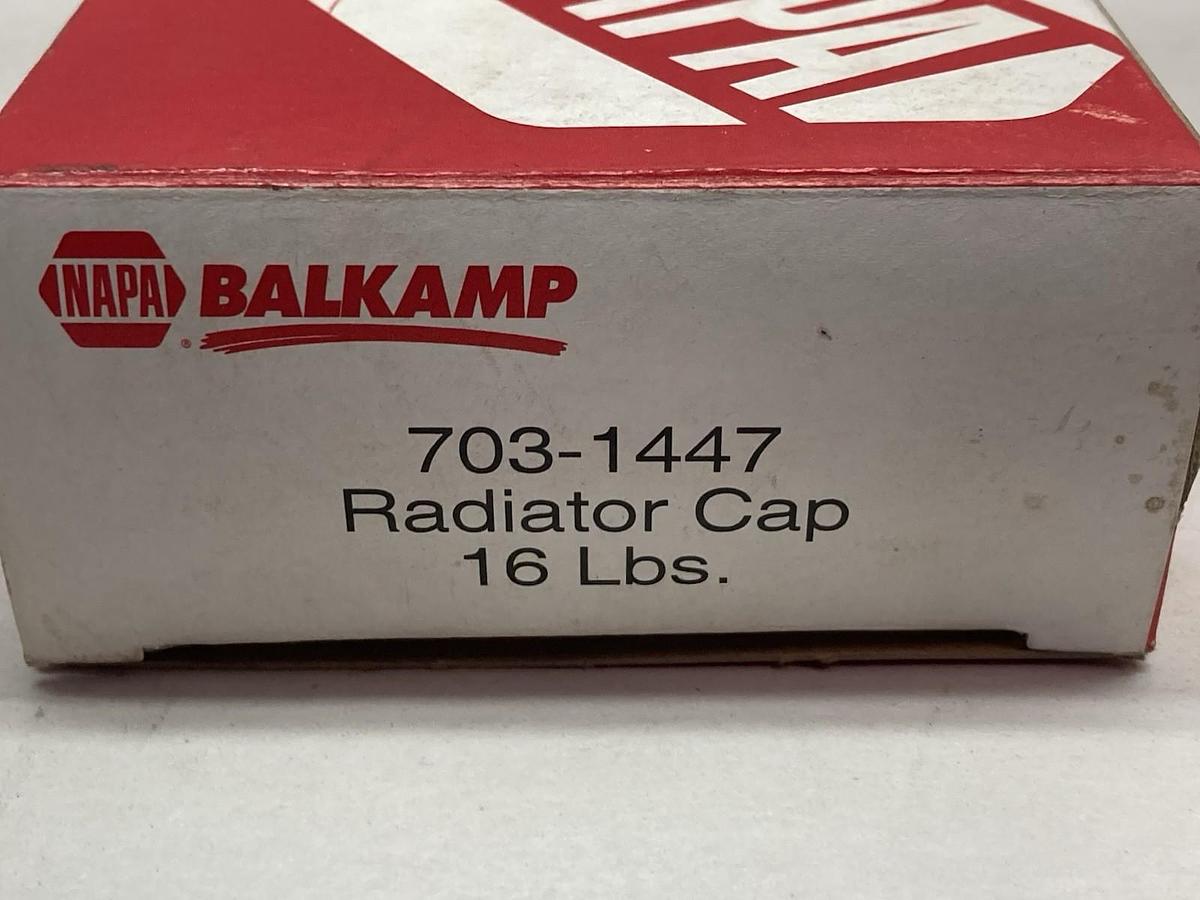 NAPA BALKAMP
®
703-1447
Radiator Cap
16 Lbs.